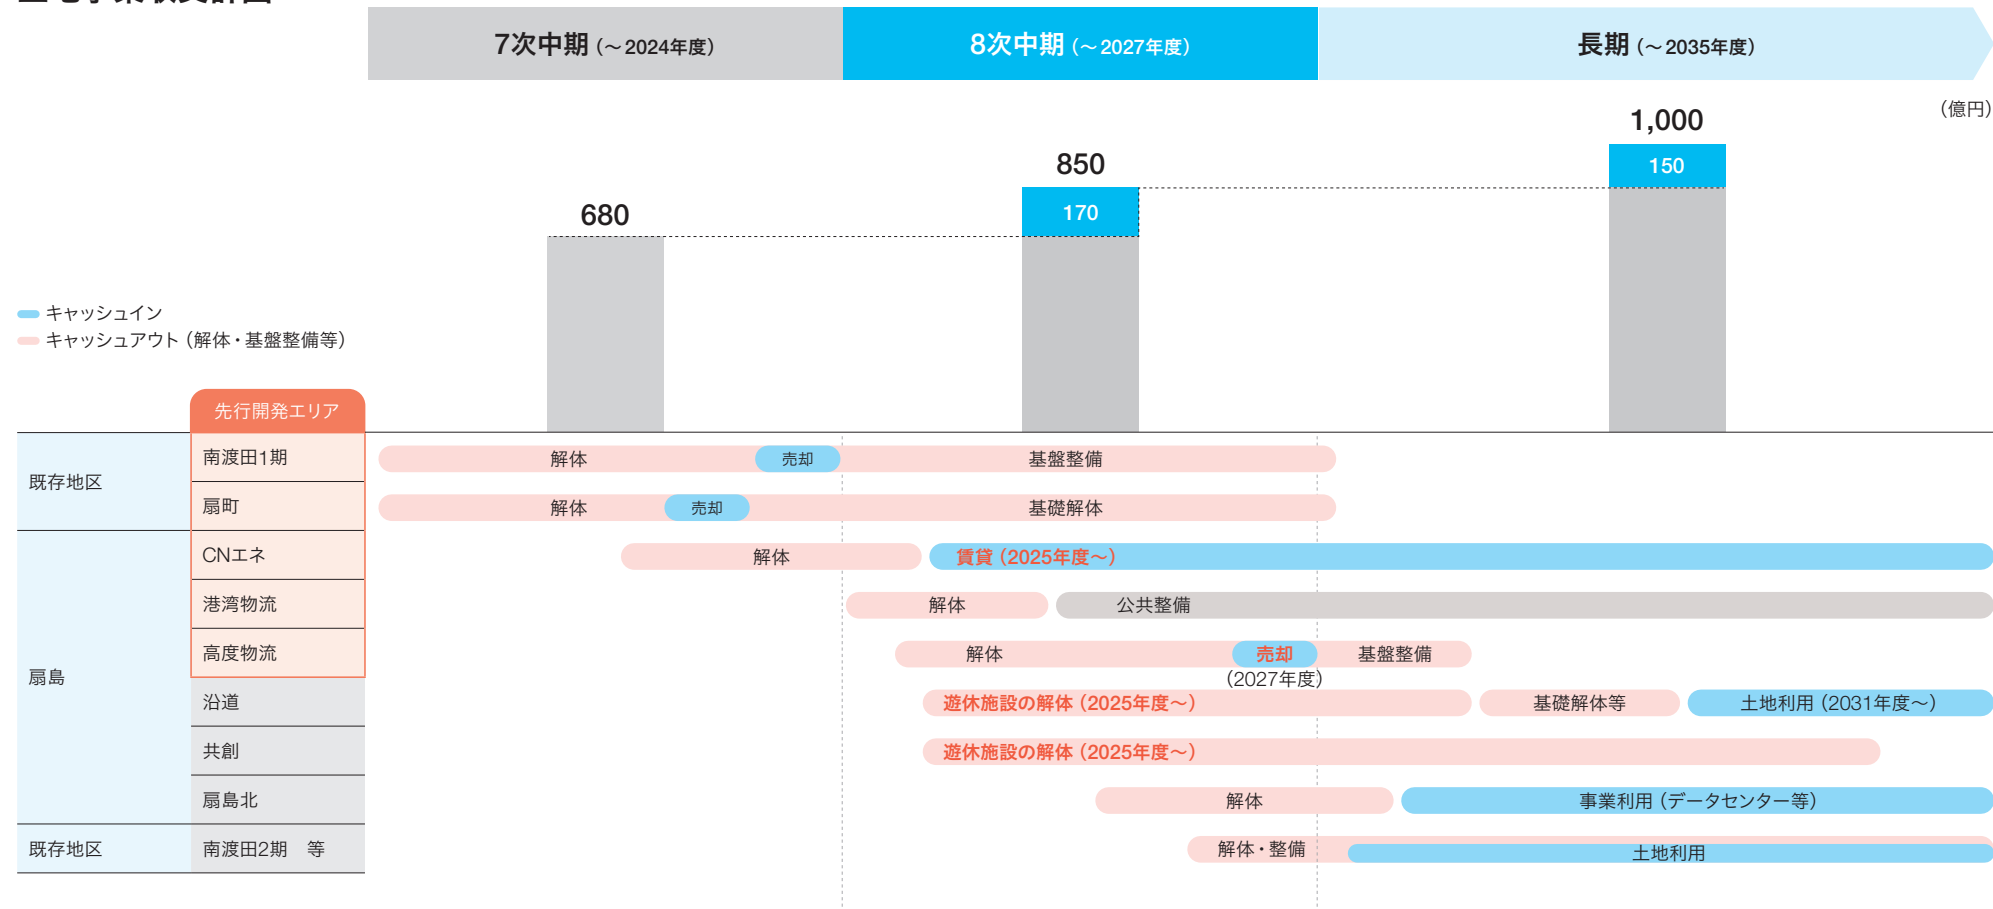 7次中期（～2024年度）
8次中期（～2027年度）
長期（～2035年度）
（億円）
680
850
170
1,000
150
キャッシュイン
キャッシュアウト（解体・基盤整備等）
先行開発エリア
既存地区
南渡田1期
解体
売却
基盤整備
扇町
解体
売却
基礎解体
扇島
CNエネ
解体
賃貸（2025年度～）
港湾物流
解体
公共整備
高度物流
解体
売却
（2027年度）
基盤整備
沿道
遊休施設の解体（2025年度～）
基礎解体等
土地利用（2031年度～）
共創
遊休施設の解体（2025年度～）
扇島北
解体
事業利用（データセンター等）
既存地区
南渡田2期　等
解体・整備
土地利用